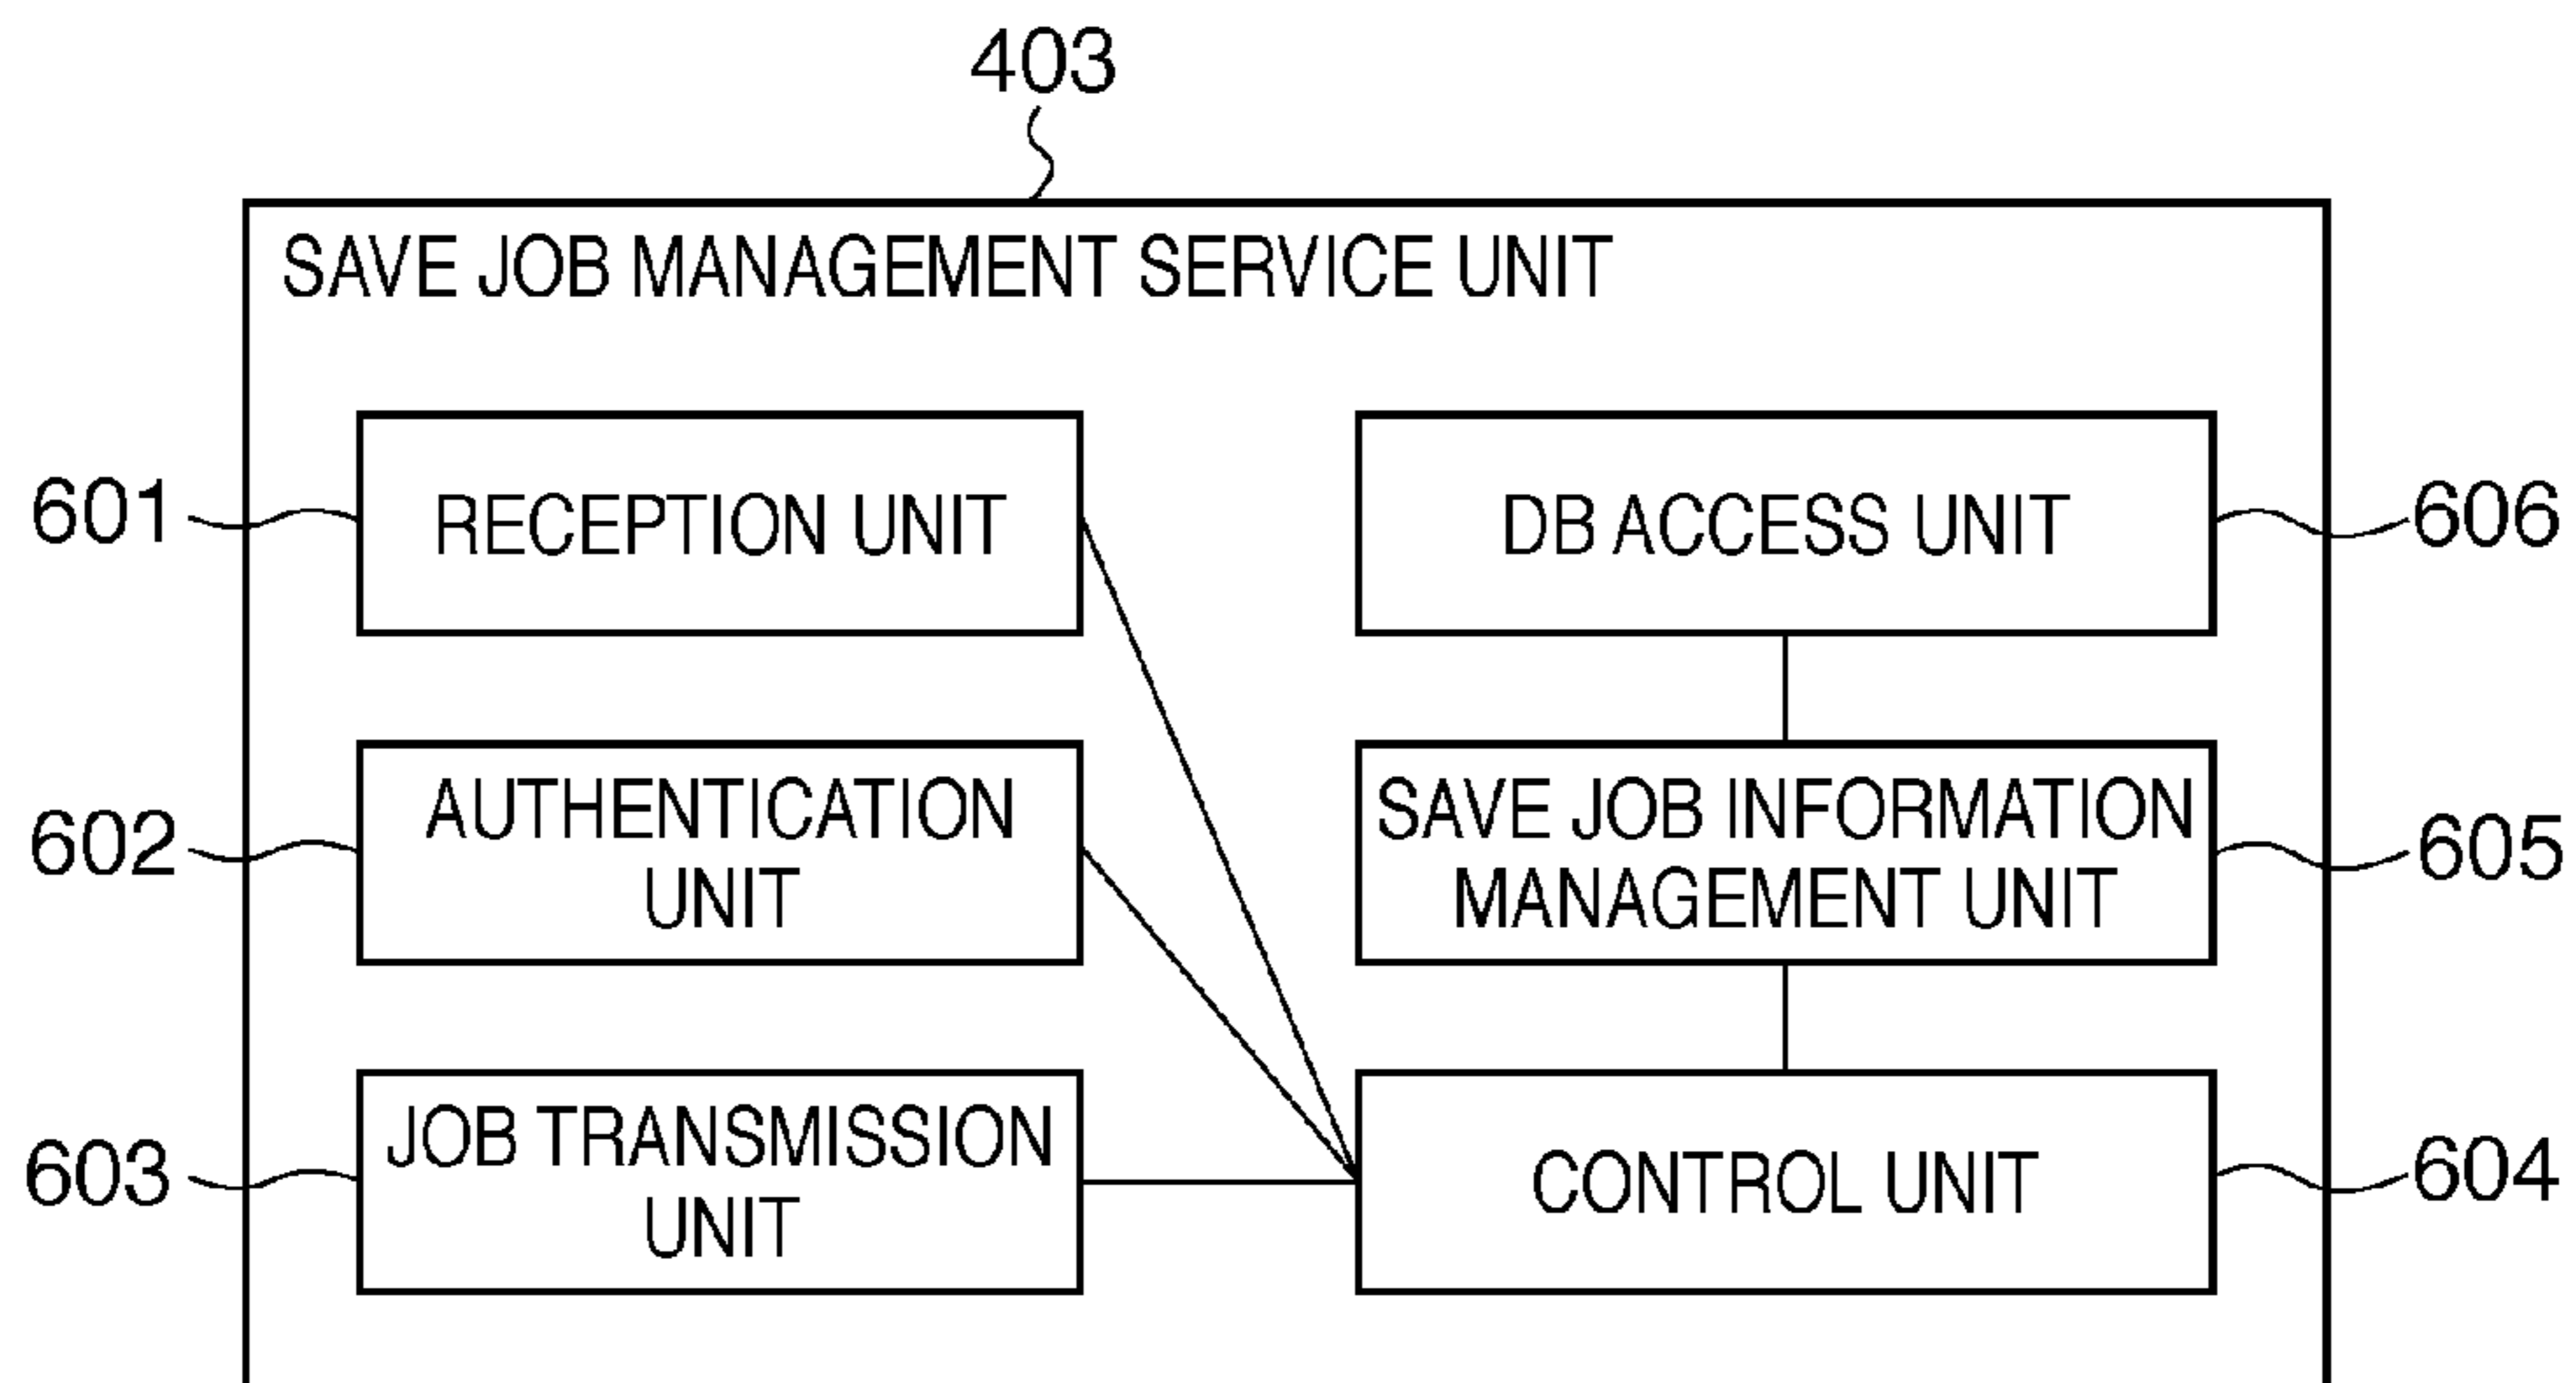 403
SAVE JOB MANAGEMENT SERVICE UNIT
601
RECEPTION UNIT
DB ACCESS UNIT
606
602
AUTHENTICATION
UNIT
SAVE JOB INFORMATION
MANAGEMENT UNIT
605
603
JOB TRANSMISSION
UNIT
CONTROL UNIT
604